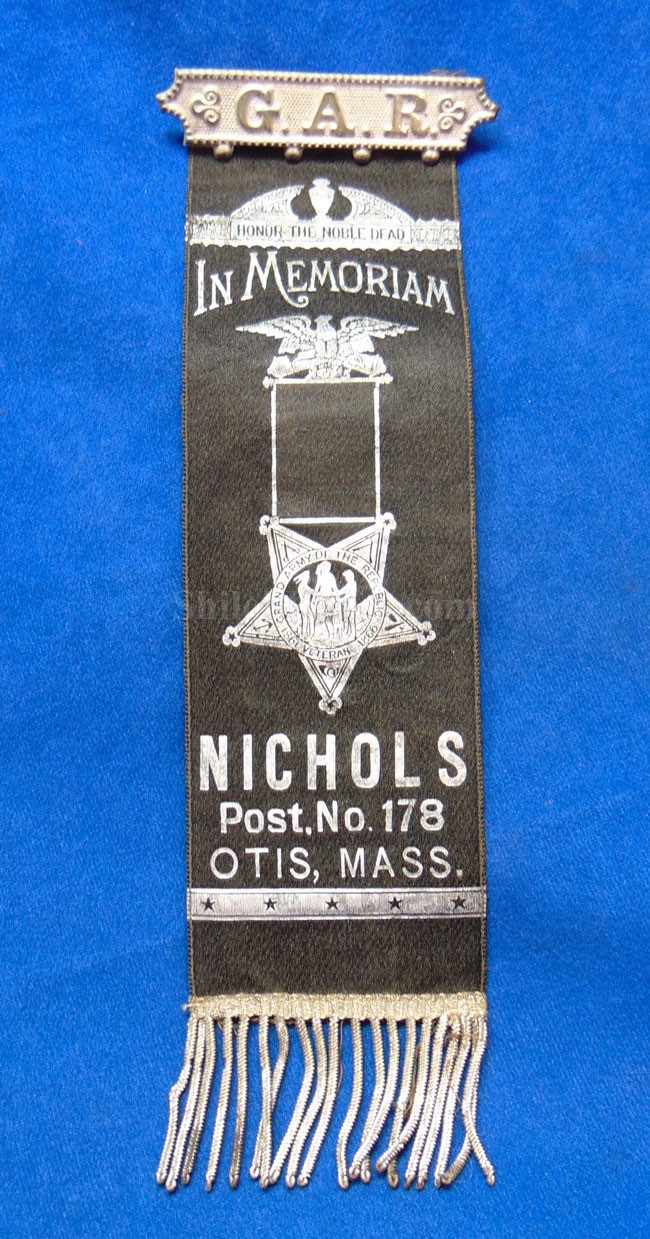 G.A.R.
HONOR THE NOBLE DEAD
IN MEMORIAM
GRAND ARMY OF THE REPUBLIC
VETERAN
NICHOLS
Post, No. 178
OTIS, MASS.